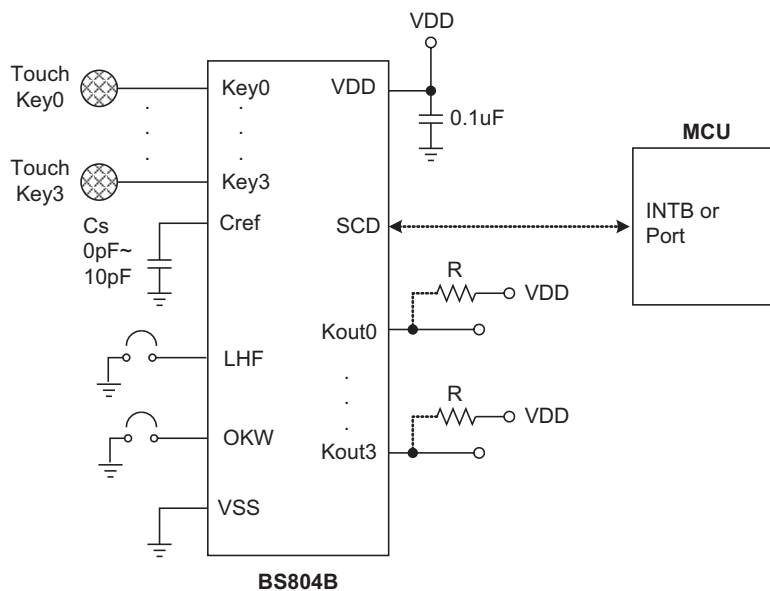 VDD
Touch
Key0
Key0
VDD
0.1uF
MCU
Touch
Key3
Key3
INTB or
Port
Cs
0pF~
10pF
Cref
SCD
R
VDD
Kout0
LHF
R
VDD
OKW
Kout3
VSS
BS804B